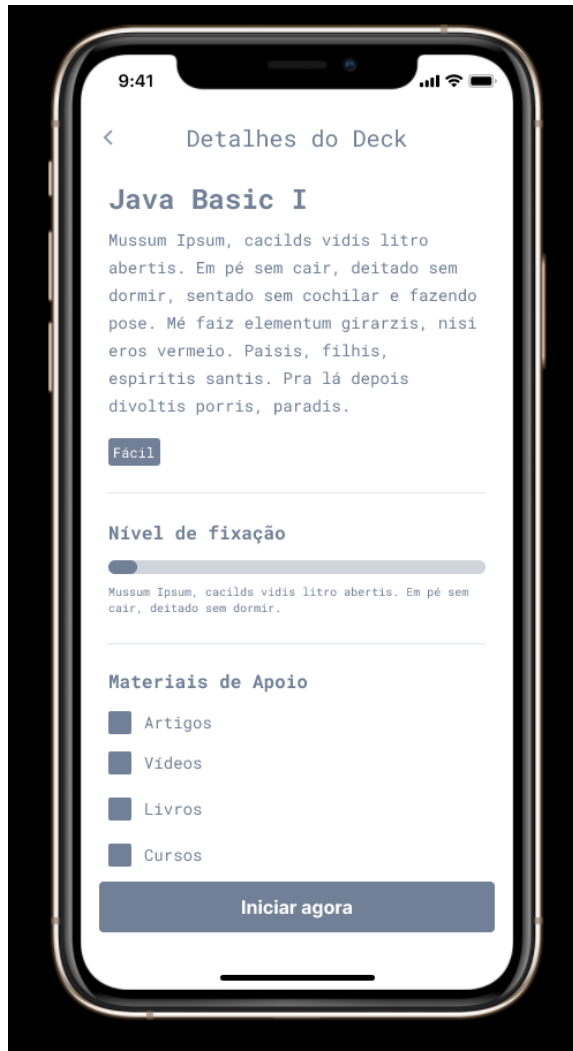 9:41
Detalhes do Deck
Java Basic I
Mussum Ipsum, cacilds vidis litro
abertis. Em pé sem cair, deitado sem
dormir, sentado sem cochilar e fazendo
pose. Mé faiz elementum girarzis, nisi
eros vermeio. Paisis, filhis,
espiritis santis. Pra lá depois
divoltis porris, paradis.
Fácil
Nível de fixação
Mussum Ipsum, cacilds vidis litro abertis. Em pé sem
cair, deitado sem dormir.
Materiais de Apoio
Artigos
Vídeos
Livros
Cursos
Iniciar agora